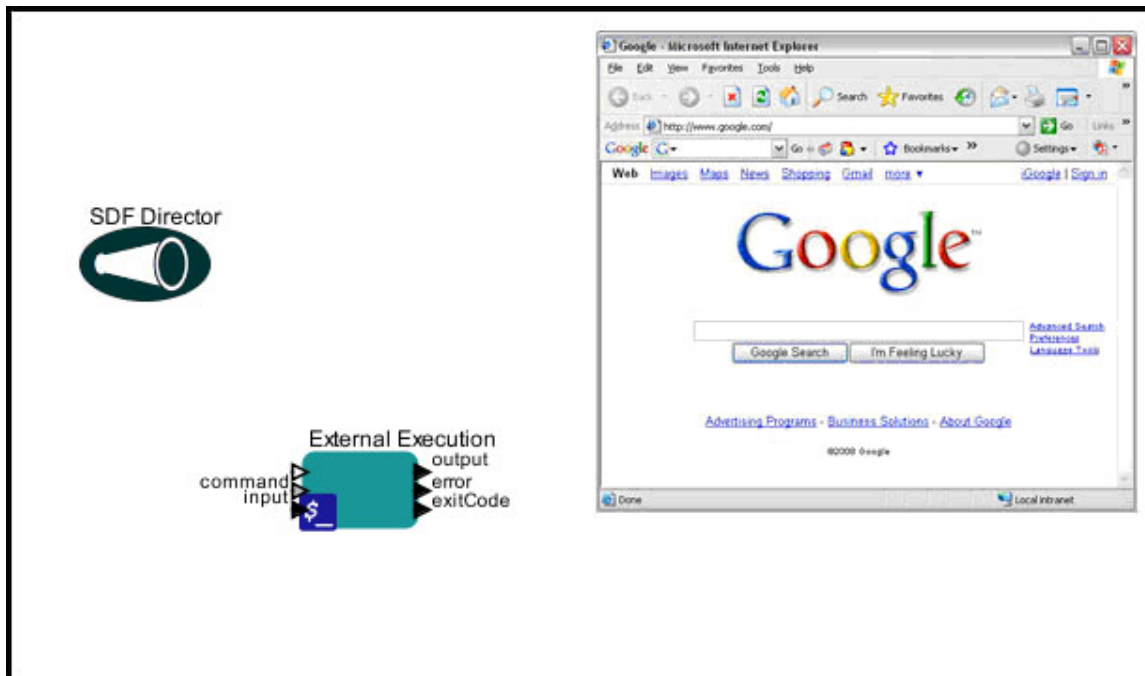 Google - Microsoft Internet Explorer
File Edit View Favorites Tools Help
Back Search Favorites
Address http://www.google.com/ Go Links
Google G Go Bookmarks Settings
Web Images Maps News Shopping Gmail more iGoogle | Sign in
SDF Director
Google™
Advanced Search
Preferences
Language Tools
Google Search I'm Feeling Lucky
Advertising Programs - Business Solutions - About Google
©2008 Google
External Execution
command
input
$_
output
error
exitCode
Done Local intranet